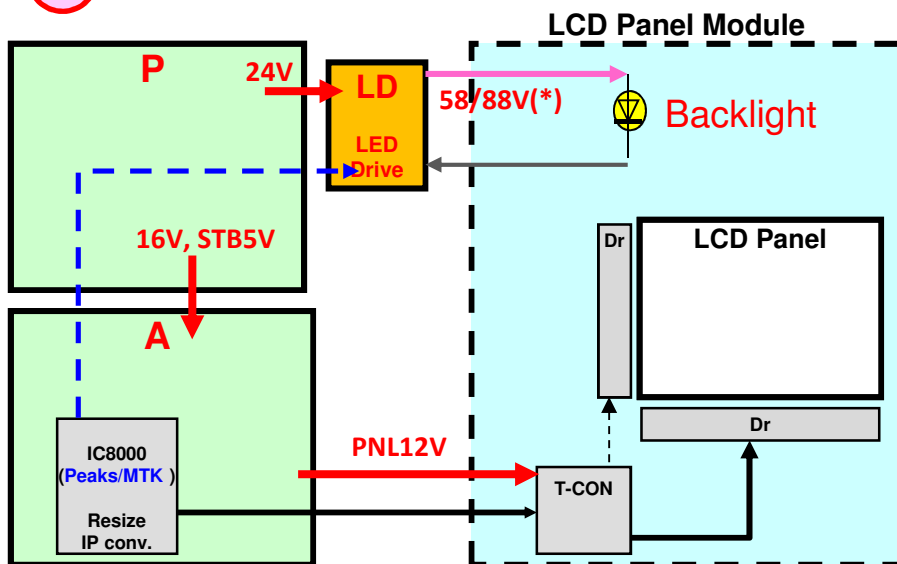 LCD Panel Module
P
24V
LD
LED
Drive
58/88V(*)
Backlight
16V, STB5V
Dr
LCD Panel
A
Dr
IC8000
(Peaks/MTK )
Resize
IP conv.
PNL12V
T-CON